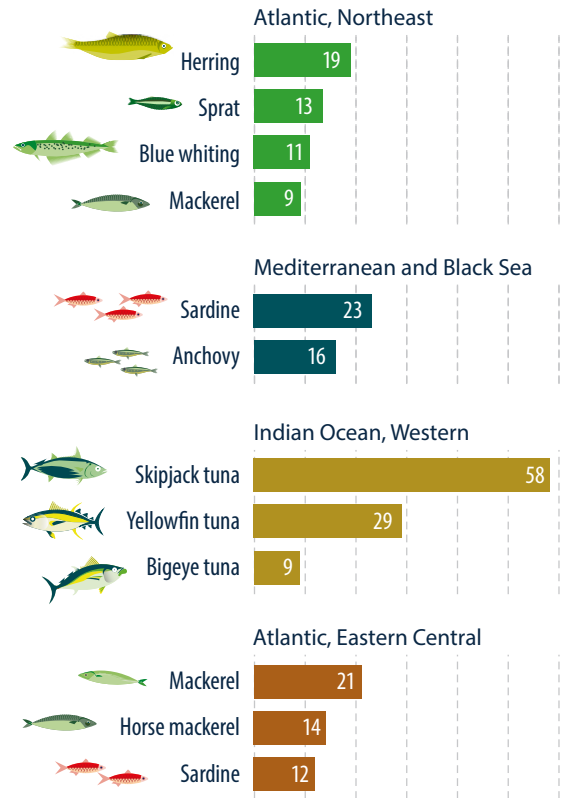 Atlantic, Northeast
Herring 19
Sprat 13
Blue whiting 11
Mackerel 9
Mediterranean and Black Sea
Sardine 23
Anchovy 16
Indian Ocean, Western
Skipjack tuna 58
Yellowfin tuna 29
Bigeye tuna 9
Atlantic, Eastern Central
Mackerel 21
Horse mackerel 14
Sardine 12